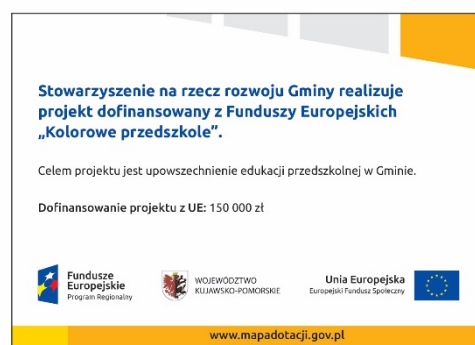 Stowarzyszenie na rzecz rozwoju Gminy realizuje
projekt dofinansowany z Funduszy Europejskich
„Kolorowe przedszkole”.
Celem projektu jest upowszechnienie edukacji przedszkolnej w Gminie.
Dofinansowanie projektu z UE: 150 000 zł
Fundusze
Europejskie
Program Regionalny
WOJEWÓDZTWO
KUJAWSKO-POMORSKIE
Unia Europejska
Europejski Fundusz Społeczny
www.mapadotacji.gov.pl